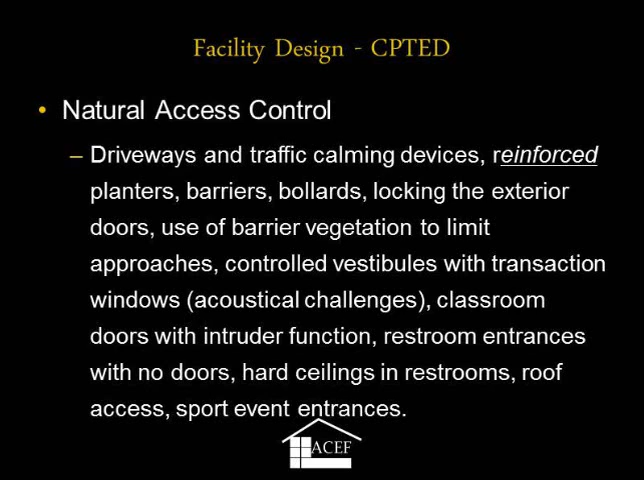 Facility Design - CPTED
• Natural Access Control
– Driveways and traffic calming devices, reinforced
planters, barriers, bollards, locking the exterior
doors, use of barrier vegetation to limit
approaches, controlled vestibules with transaction
windows (acoustical challenges), classroom
doors with intruder function, restroom entrances
with no doors, hard ceilings in restrooms, roof
access, sport event entrances.
ACEF